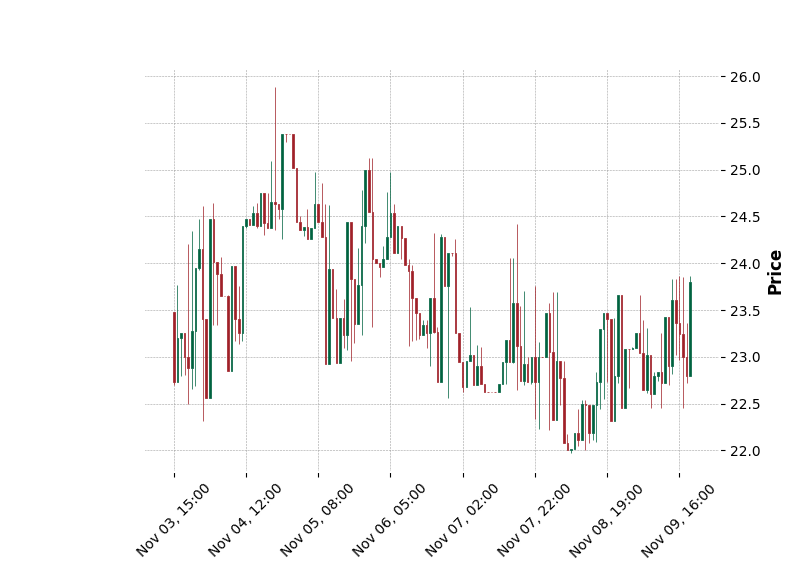 26.0
25.5
25.0
24.5
24.0
23.5
23.0
22.5
22.0
Price
Nov 03, 15:00
Nov 04, 12:00
Nov 05, 08:00
Nov 06, 05:00
Nov 07, 02:00
Nov 07, 22:00
Nov 08, 19:00
Nov 09, 16:00